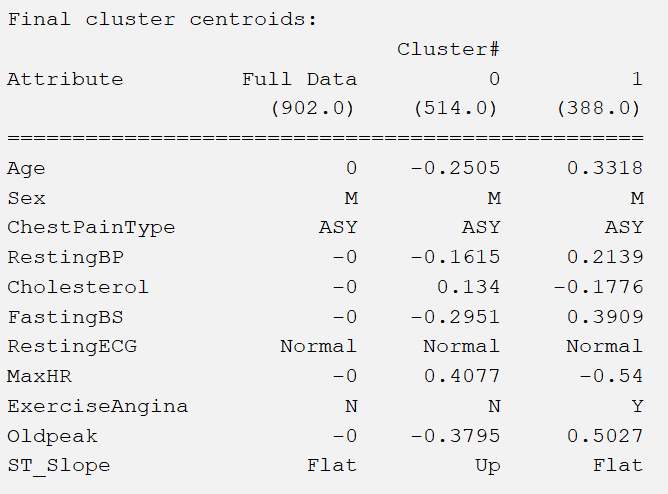 Final cluster centroids:
Cluster#
Attribute Full Data 0 1
(902.0) (514.0) (388.0)
==================================================
Age 0 -0.2505 0.3318
Sex M M M
ChestPainType ASY ASY ASY
RestingBP -0 -0.1615 0.2139
Cholesterol -0 0.134 -0.1776
FastingBS -0 -0.2951 0.3909
RestingECG Normal Normal Normal
MaxHR -0 0.4077 -0.54
ExerciseAngina N N Y
Oldpeak -0 -0.3795 0.5027
ST_Slope Flat Up Flat